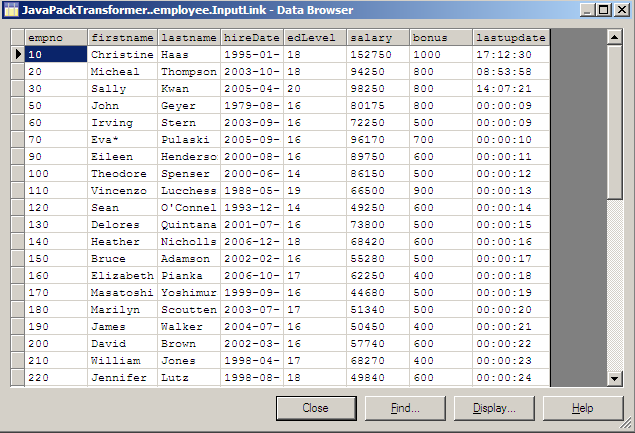 JavaPackTransformer..employee.InputLink - Data Browser
empno firstname lastname hireDate edLevel salary bonus lastupdate
10 Christine Haas 1995-01- 18 152750 1000 17:12:30
20 Micheal Thompson 2003-10- 18 94250 800 08:53:58
30 Sally Kwan 2005-04- 20 98250 800 14:07:21
50 John Geyer 1979-08- 16 80175 800 00:00:09
60 Irving Stern 2003-09- 16 72250 500 00:00:09
70 Eva* Pulaski 2005-09- 16 96170 700 00:00:10
90 Eileen Henderso 2000-08- 16 89750 600 00:00:11
100 Theodore Spenser 2000-06- 14 86150 500 00:00:12
110 Vincenzo Lucchess 1988-05- 19 66500 900 00:00:13
120 Sean O'Connel 1993-12- 14 49250 600 00:00:14
130 Delores Quintana 2001-07- 16 73800 500 00:00:15
140 Heather Nicholls 2006-12- 18 68420 600 00:00:16
150 Bruce Adamson 2002-02- 16 55280 500 00:00:17
160 Elizabeth Pianka 2006-10- 17 62250 400 00:00:18
170 Masatoshi Yoshimur 1999-09- 16 44680 500 00:00:19
180 Marilyn Scoutten 2003-07- 17 51340 500 00:00:20
190 James Walker 2004-07- 16 50450 400 00:00:21
200 David Brown 2002-03- 16 57740 600 00:00:22
210 William Jones 1998-04- 17 68270 400 00:00:23
220 Jennifer Lutz 1998-08- 18 49840 600 00:00:24
Close Find... Display... Help